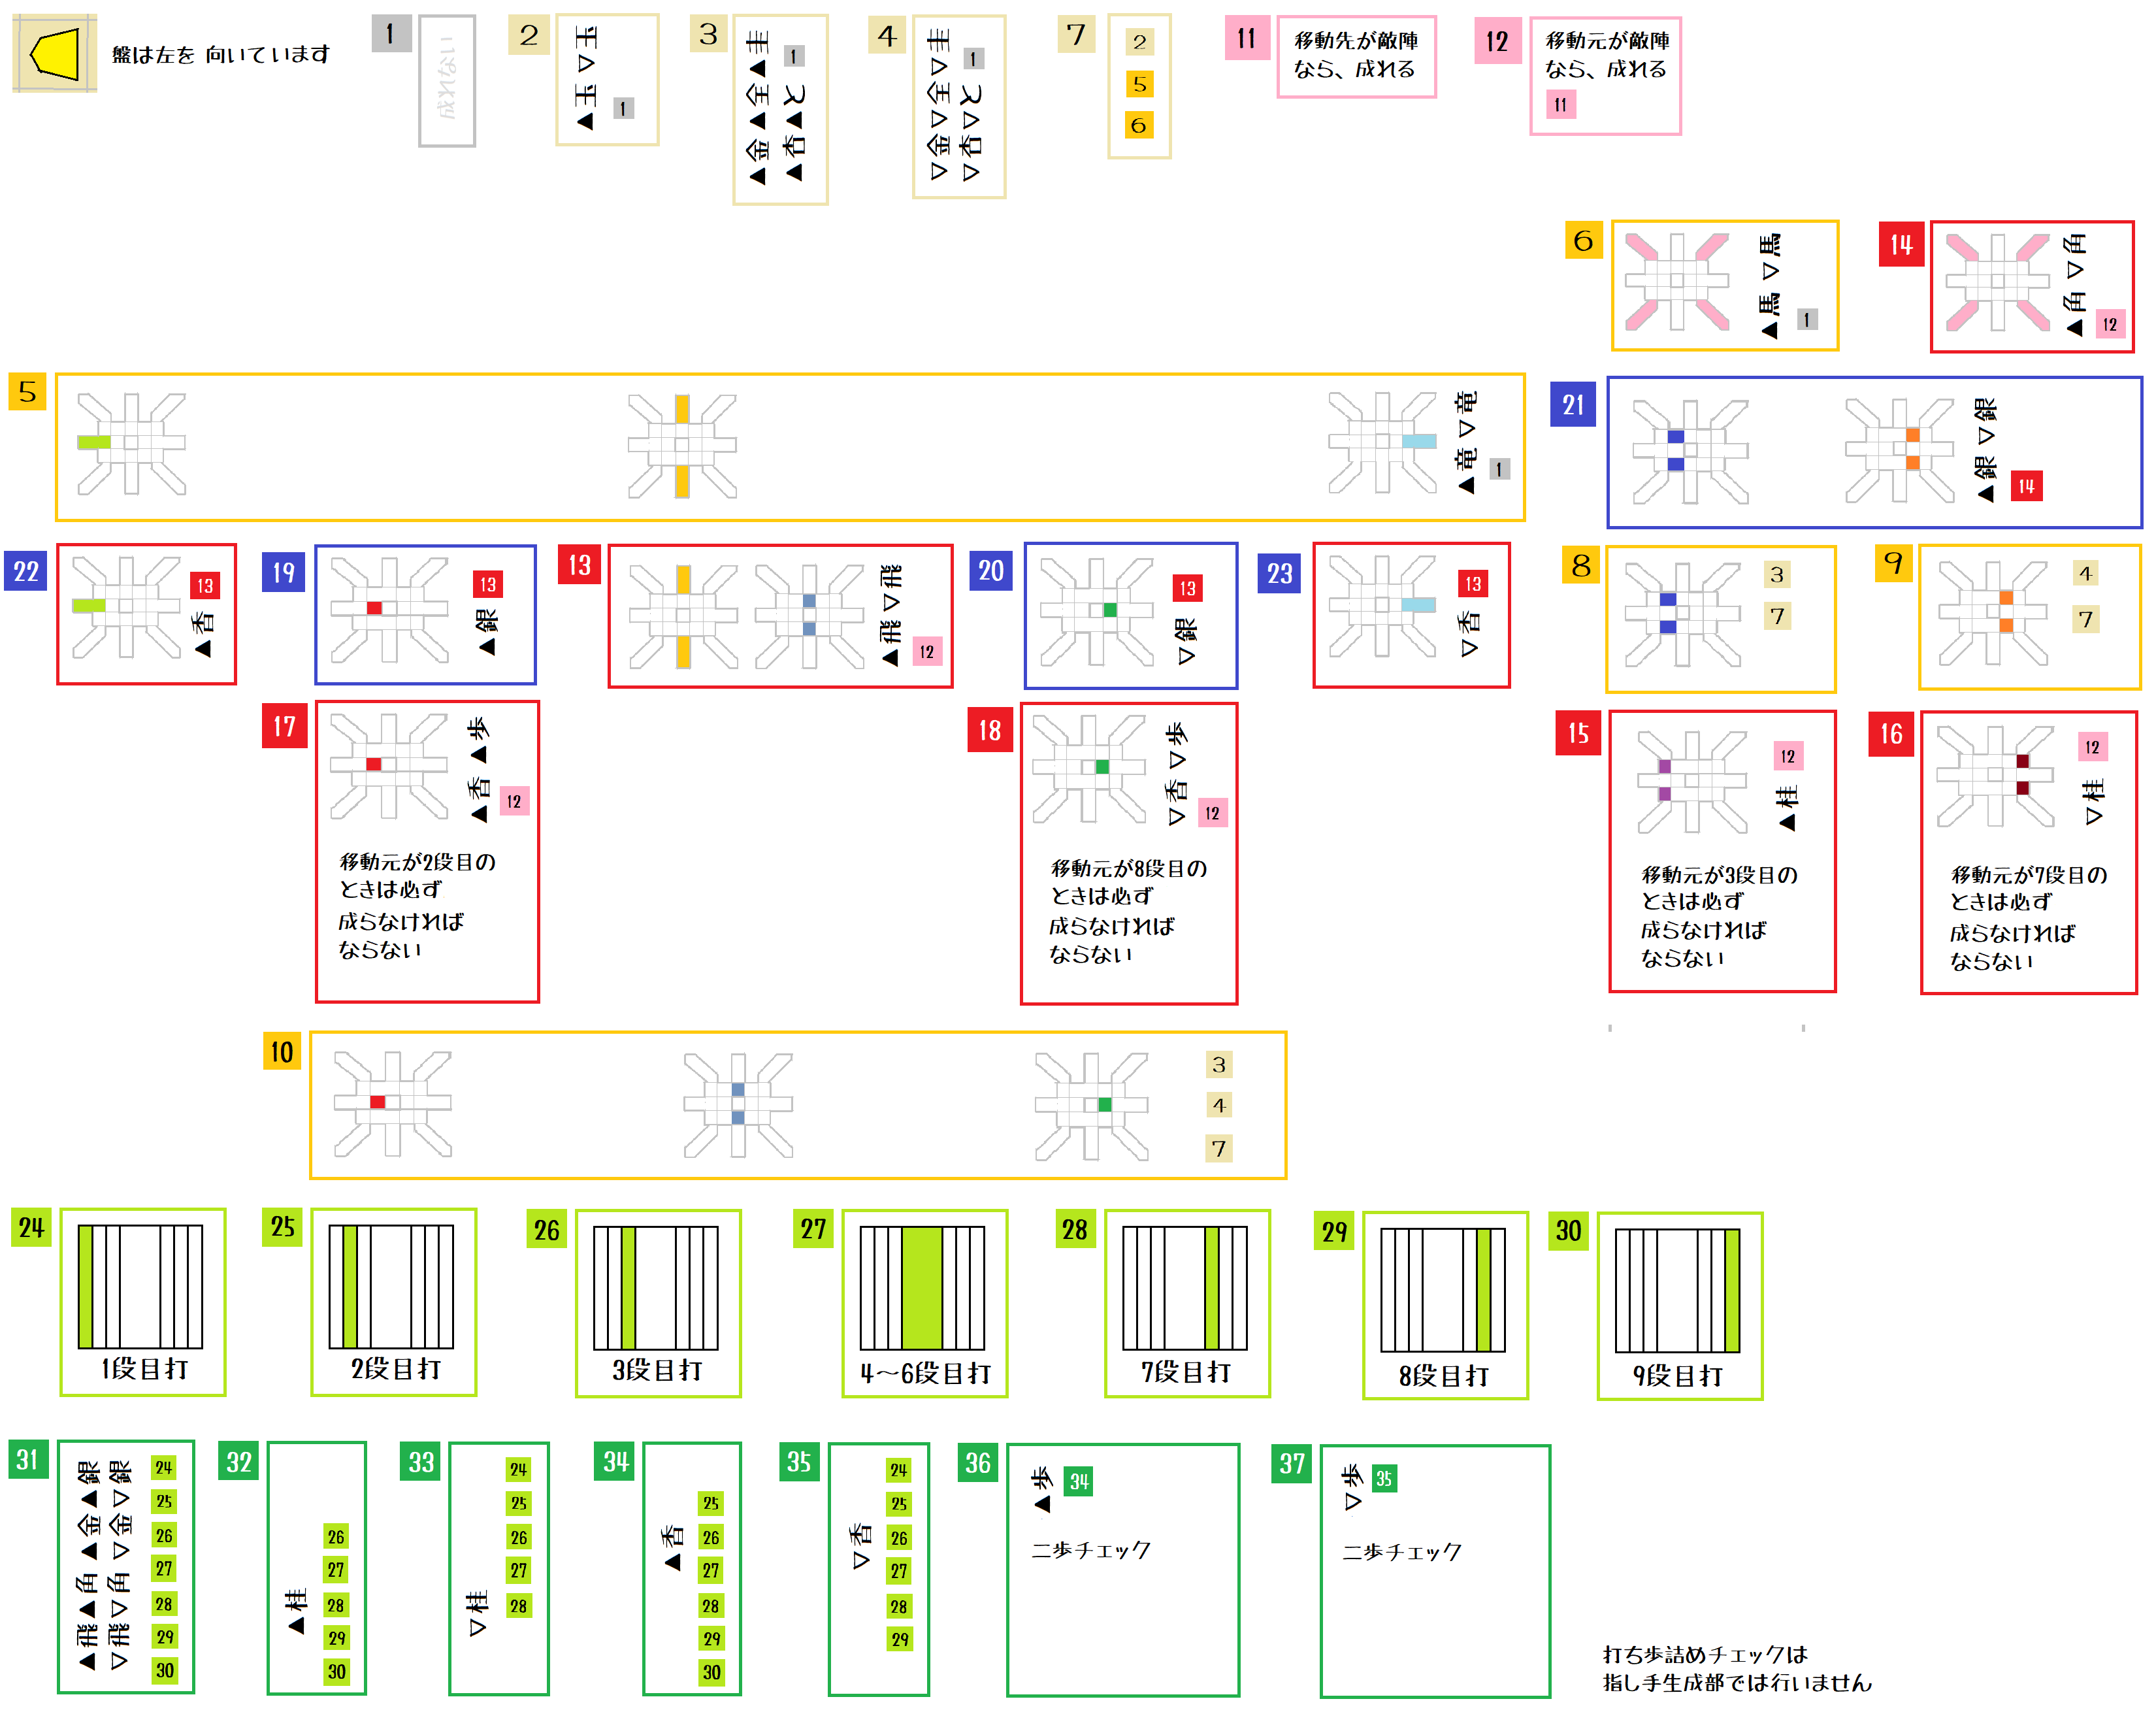 盤は左を 向いています
1
いなれ成
2
▲玉 ▽玉
1
3
▲金▲全▲圭
▲杏▲と
1
4
▽金▽全▽圭
▽杏▽と
1
7
2
5
6
11
移動先が敵陣
なら、成れる
12
移動元が敵陣
なら、成れる
11
6
▲馬 ▽馬
1
14
▲角 ▽角
12
5
▲竜 ▽竜
1
21
▲銀 ▽銀
14
22
13
▲香
19
13
▲銀
13
▲飛 ▽飛
12
20
13
▽銀
23
13
▽香
8
3
7
9
4
7
17
▲香 ▲歩
12
移動元が2段目の
ときは必ず
成らなければ
ならない
18
▽香 ▽歩
12
移動元が8段目の
ときは必ず
成らなければ
ならない
15
12
▲桂
移動元が3段目の
ときは必ず
成らなければ
ならない
16
12
▽桂
移動元が7段目の
ときは必ず
成らなければ
ならない
10
3
4
7
24
1段目打
25
2段目打
26
3段目打
27
4〜6段目打
28
7段目打
29
8段目打
30
9段目打
31
▲飛▲角 ▲金▲銀
▽飛▽角 ▽金▽銀
24
25
26
27
28
29
30
32
▲桂
26
27
28
29
30
33
▽桂
24
25
26
27
28
34
▲香
25
26
27
28
29
30
35
▽香
24
25
26
27
28
29
36
▲歩
34
二歩チェック
37
▽歩
35
二歩チェック
打ち歩詰めチェックは
指し手生成部では行いません